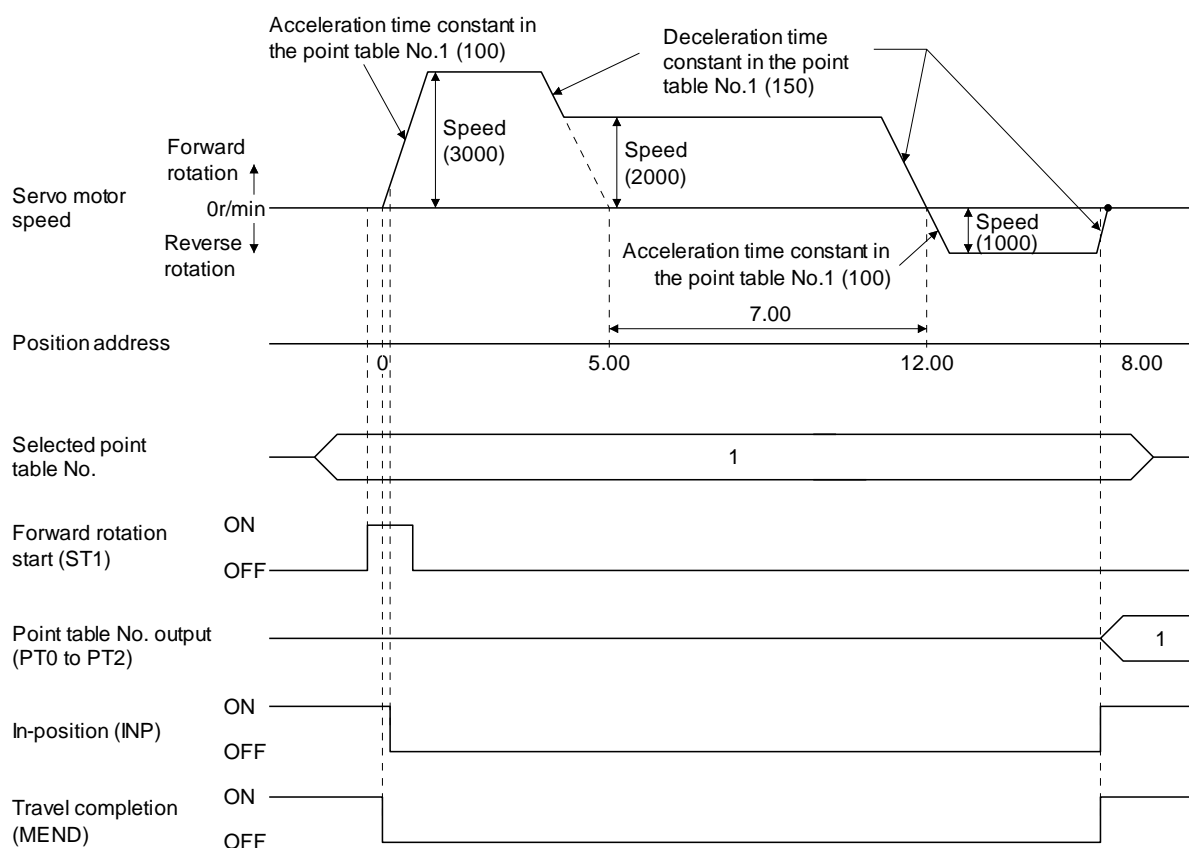 Acceleration time constant in
the point table No.1 (100)
Deceleration time
constant in the point
table No.1 (150)
Speed
(3000)
Speed
(2000)
Forward
rotation
Servo motor
speed
0r/min
Reverse
rotation
Speed
(1000)
Acceleration time constant in
the point table No.1 (100)
7.00
Position address
0
5.00
12.00
8.00
Selected point
table No.
1
Forward rotation
start (ST1)
ON
OFF
Point table No. output
(PT0 to PT2)
1
In-position (INP)
ON
OFF
Travel completion
(MEND)
ON
OFF